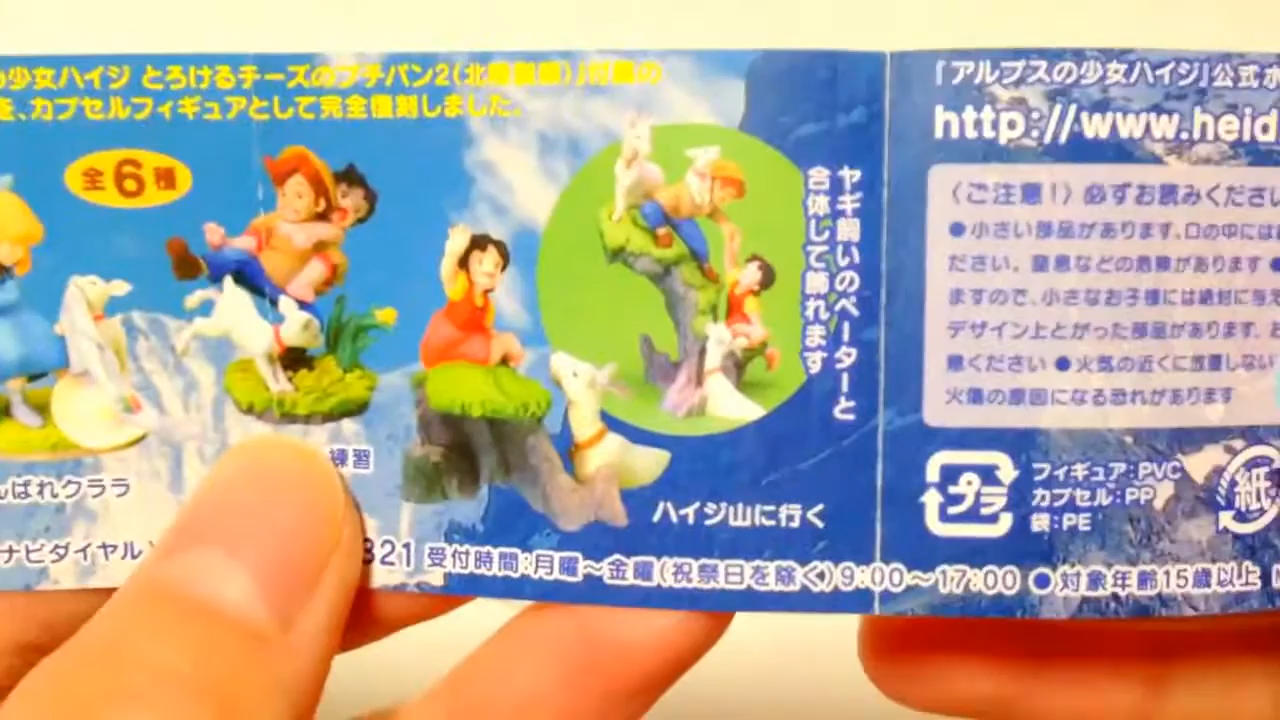 少女ハイジ とろけるチーズのプチパン2(北
を、カプセルフィギュアとして完全復刻しました。
全6種
ヤギ飼いのペーターと
合体して飾れます
んばれクララ
練習
ハイジ山に行く
ナビダイヤル
821 受付時間:月曜〜金曜(祝祭日を除く)9:00〜17:00 ●対象年齢15歳以上
「アルプスの少女ハイジ」公式ホ
http://www.heid
〈ご注意!〉必ずお読みくださ
●小さい部品があります。口の中には
ださい。窒息などの危険があります ●
ますので、小さなお子様には絶対に与え
デザイン上とがった部品があります。
意ください ●火気の近くに放置しない
火傷の原因になる恐れがあります
プラ
フィギュア:PVC
カプセル:PP
袋:PE
紙